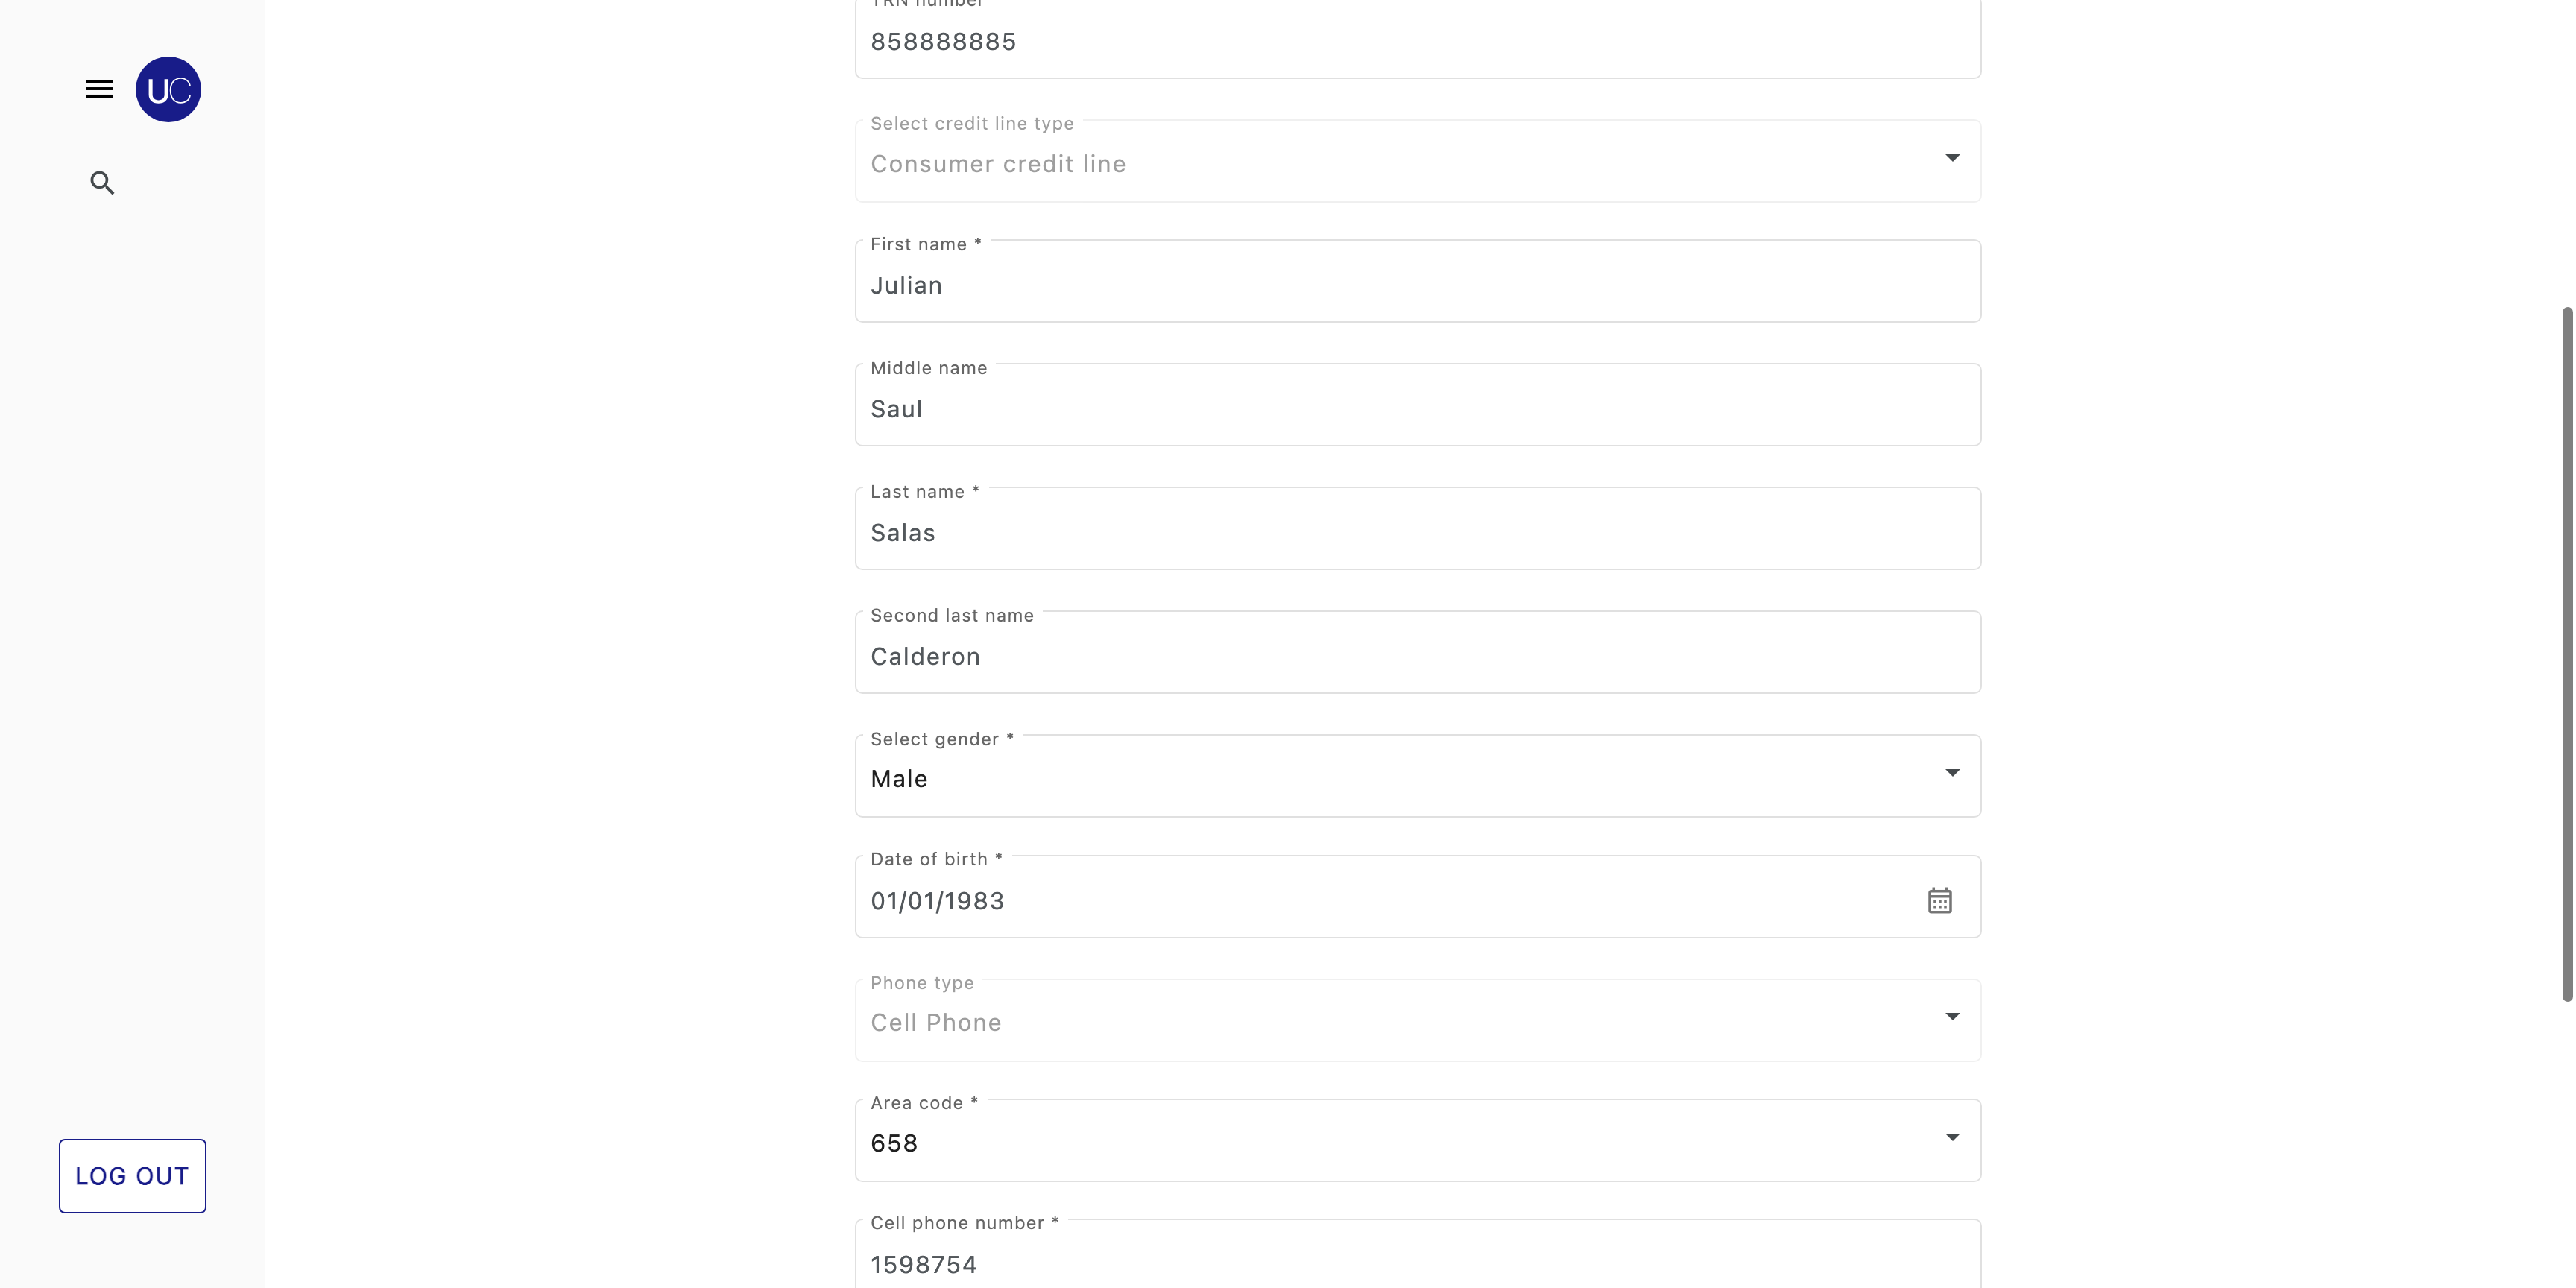 TRN number
858888885
UC
Select credit line type
Consumer credit line
First name *
Julian
Middle name
Saul
Last name *
Salas
Second last name
Calderon
Select gender *
Male
Date of birth *
01/01/1983
Phone type
Cell Phone
Area code *
658
LOG OUT
Cell phone number *
1598754